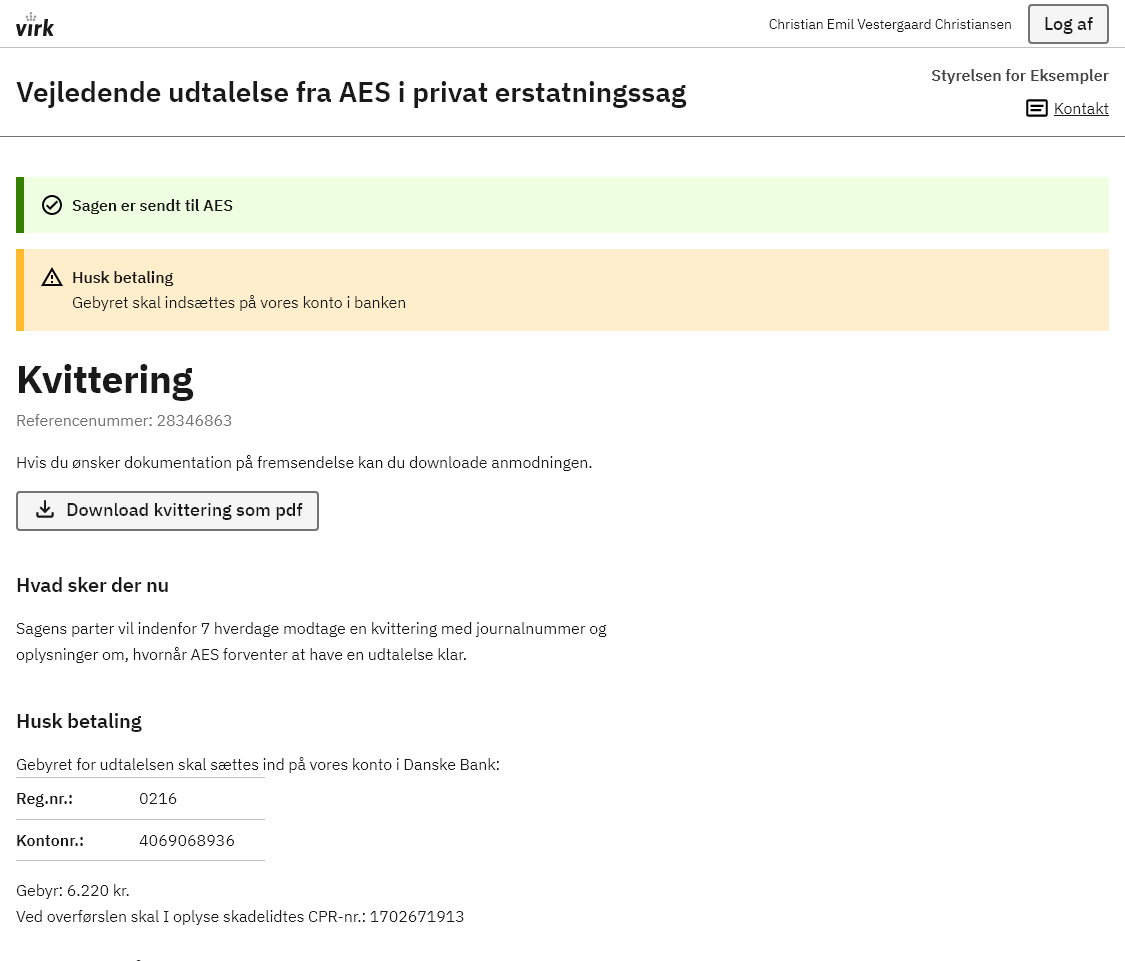 virk
Christian Emil Vestergaard Christiansen
Log af
Vejledende udtalelse fra AES i privat erstatningssag
Styrelsen for Eksempler
Kontakt
Sagen er sendt til AES
Husk betaling
Gebyret skal indsættes på vores konto i banken
Kvittering
Referencenummer: 28346863
Hvis du ønsker dokumentation på fremsendelse kan du downloade anmodningen.
Download kvittering som pdf
Hvad sker der nu
Sagens parter vil indenfor 7 hverdage modtage en kvittering med journalnummer og
oplysninger om, hvornår AES forventer at have en udtalelse klar.
Husk betaling
Gebyret for udtalelsen skal sættes ind på vores konto i Danske Bank:
Reg.nr.: 0216
Kontonr.: 4069068936
Gebyr: 6.220 kr.
Ved overførslen skal I oplyse skadelidtes CPR-nr.: 1702671913